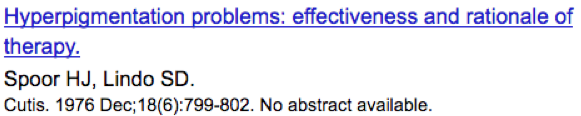 Hyperpigmentation problems: effectiveness and rationale of
therapy.
Spoor HJ, Lindo SD.
Cutis. 1976 Dec;18(6):799-802. No abstract available.